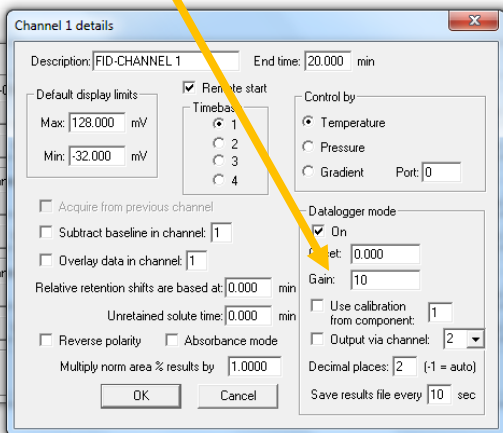 Channel 1 details
Description: FID-CHANNEL 1 End time: 20.000 min
Default display limits
Max: 128.000 mV
Min: -32.000 mV
Remote start
Timebase
1
2
3
4
Control by
Temperature
Pressure
Gradient Port: 0
Acquire from previous channel
Subtract baseline in channel: 1
Overlay data in channel: 1
Relative retention shifts are based at: 0.000 min
Unretained solute time: 0.000 min
Reverse polarity Absorbance mode
Multiply norm area % results by 1.0000
OK Cancel
Datalogger mode
On
0.000
Gain: 10
Use calibration
from component: 1
Output via channel: 2
Decimal places: 2 (-1 = auto)
Save results file every 10 sec